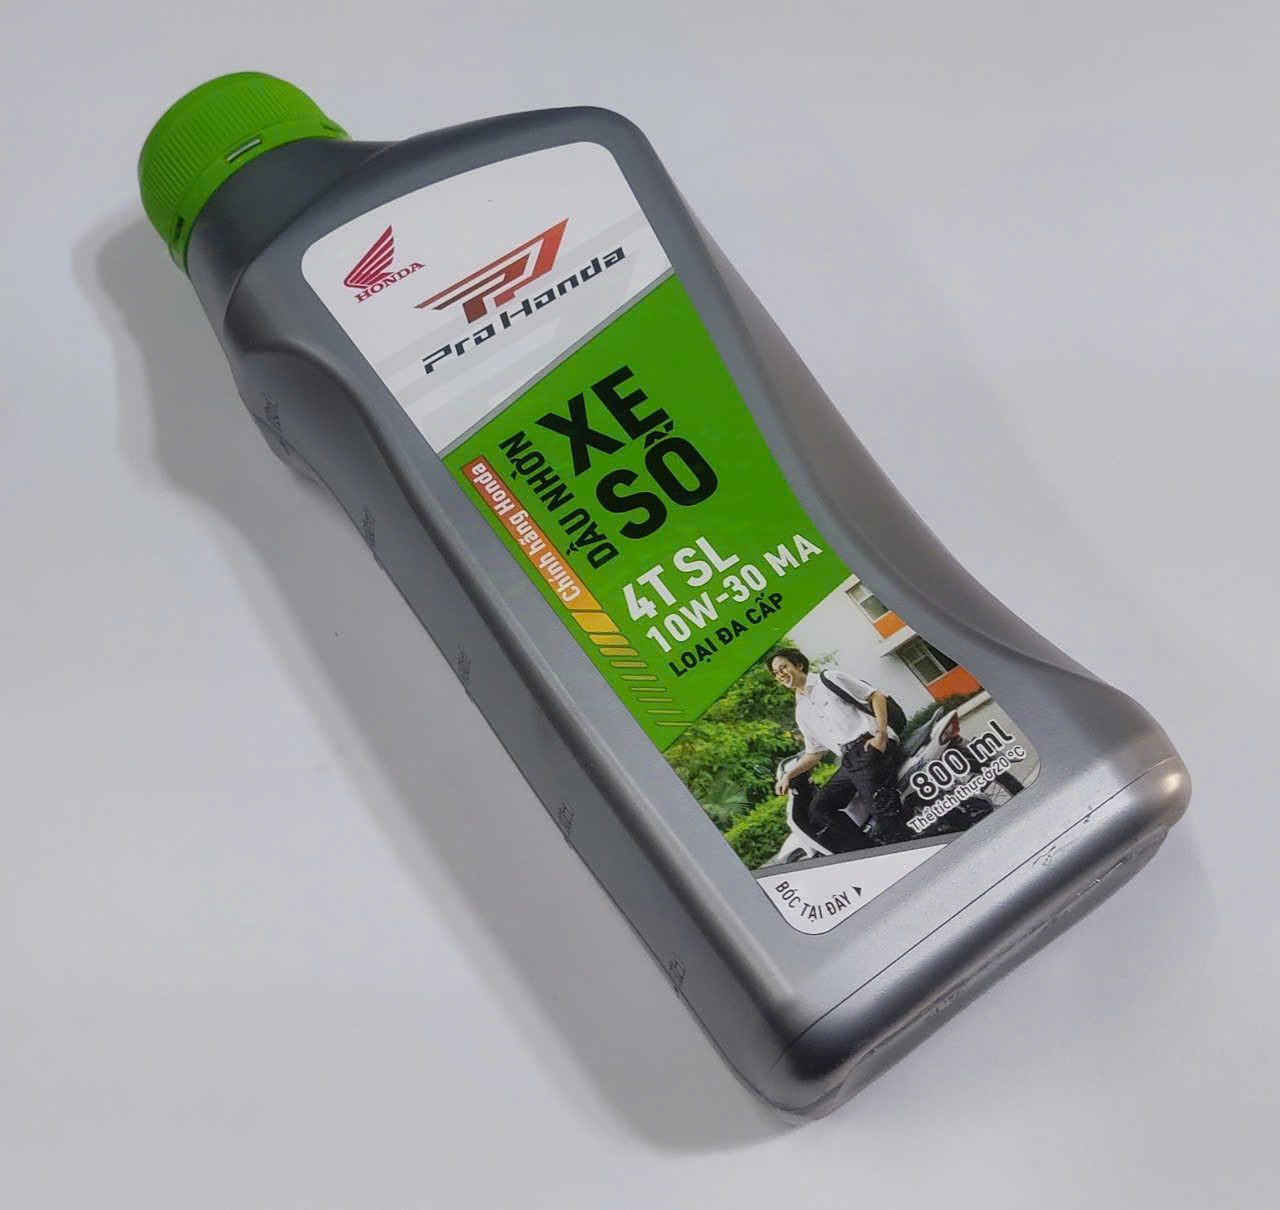 HONDA
Pro Honda
DẦU NHỜN
XE
SỐ
Chính hãng Honda
4T SL
10W-30 MA
LOẠI ĐA CẤP
800 ml
Thể tích thực ở 20 °C
BÓC TẠI ĐÂY